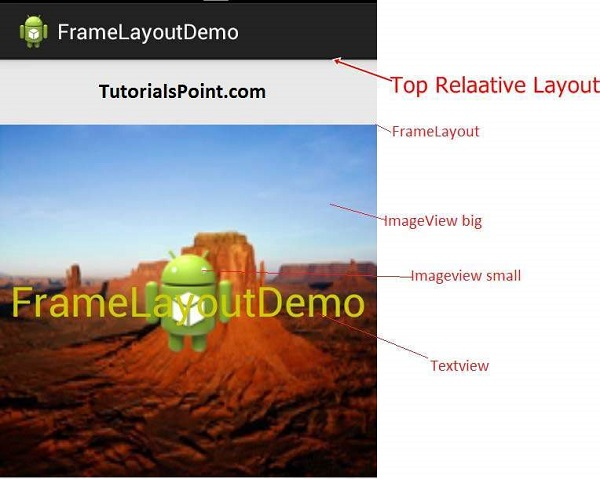 FrameLayoutDemo
TutorialsPoint.com
Top Relaative Layout
FrameLayout
ImageView big
Imageview small
FrameLayoutDemo
Textview